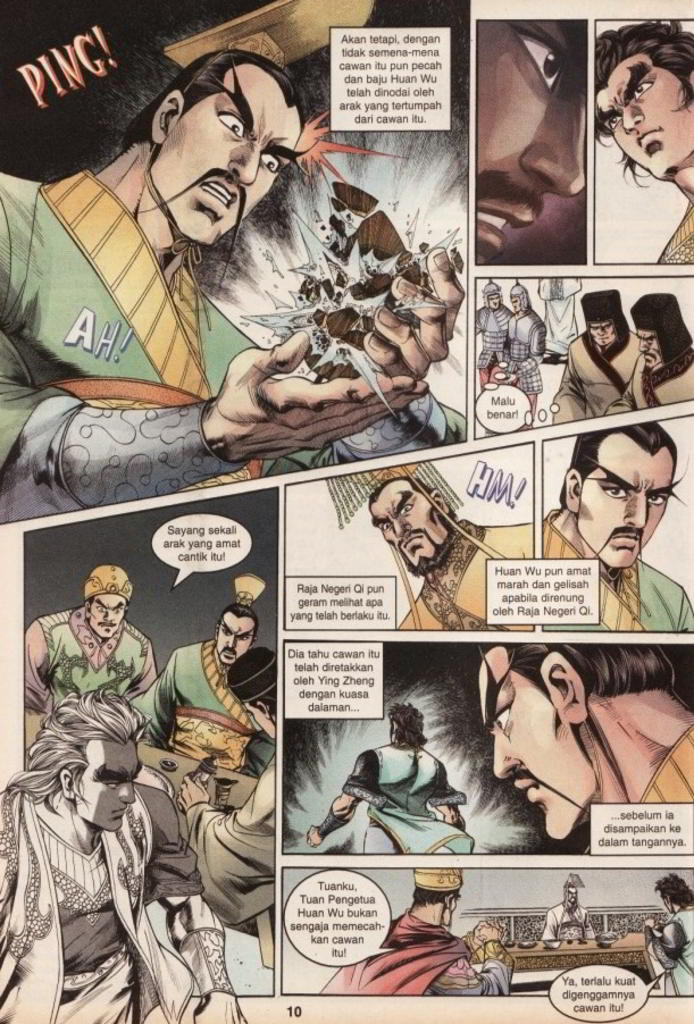 PING!
Akan tetapi, dengan
tidak semena-mena
cawan itu pun pecah
dan baju Huan Wu
telah dinodai oleh
arak yang tertumpah
dari cawan itu.
AH!
Malu
benar!
Sayang sekali
arak yang amat
cantik itu!
HM!
Raja Negeri Qi pun
geram melihat apa
yang telah berlaku itu.
Huan Wu pun amat
marah dan gelisah
apabila direnung
oleh Raja Negeri Qi.
Dia tahu cawan itu
telah diretakkan
oleh Ying Zheng
dengan kuasa
dalaman...
...sebelum ia
disampaikan ke
dalam tangannya.
Tuanku,
Tuan Pengetua
Huan Wu bukan
sengaja memecah-
kan cawan
itu!
Ya, terlalu kuat
digenggamnya
cawan itu!
10